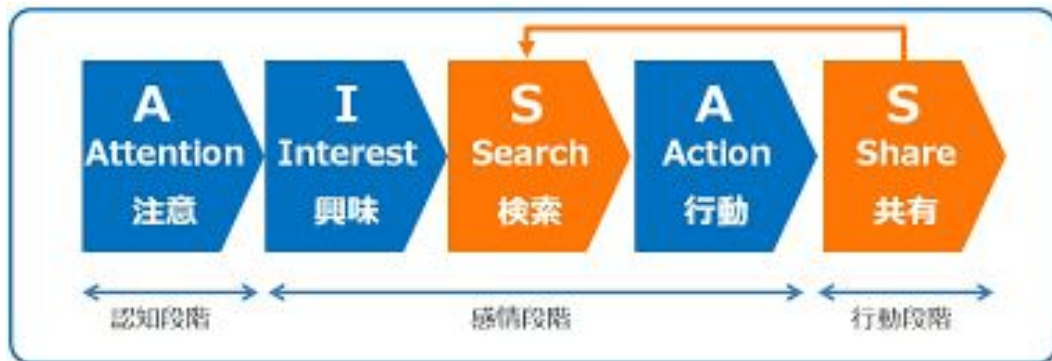 A
Attention
注意
I
Interest
興味
S
Search
検索
A
Action
行動
S
Share
共有
認知段階
感情段階
行動段階